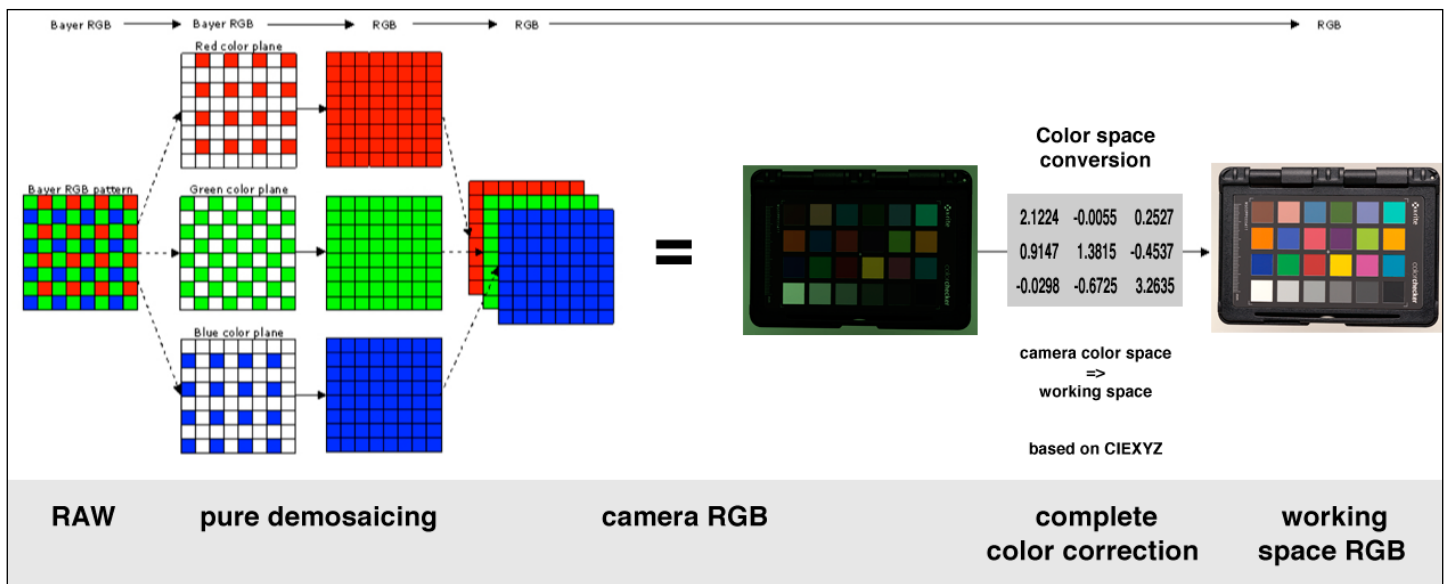 Bayer RGB
Bayer RGB
RGB
RGB
RGB
Red color plane
Bayer RGB pattern
Green color plane
Blue color plane
=
Color space
conversion
2.1224 -0.0055 0.2527
0.9147 1.3815 -0.4537
-0.0298 -0.6725 3.2635
camera color space
=>
working space
based on CIEXYZ
x-rite
colorchecker
RAW
pure demosaicing
camera RGB
complete
color correction
working
space RGB